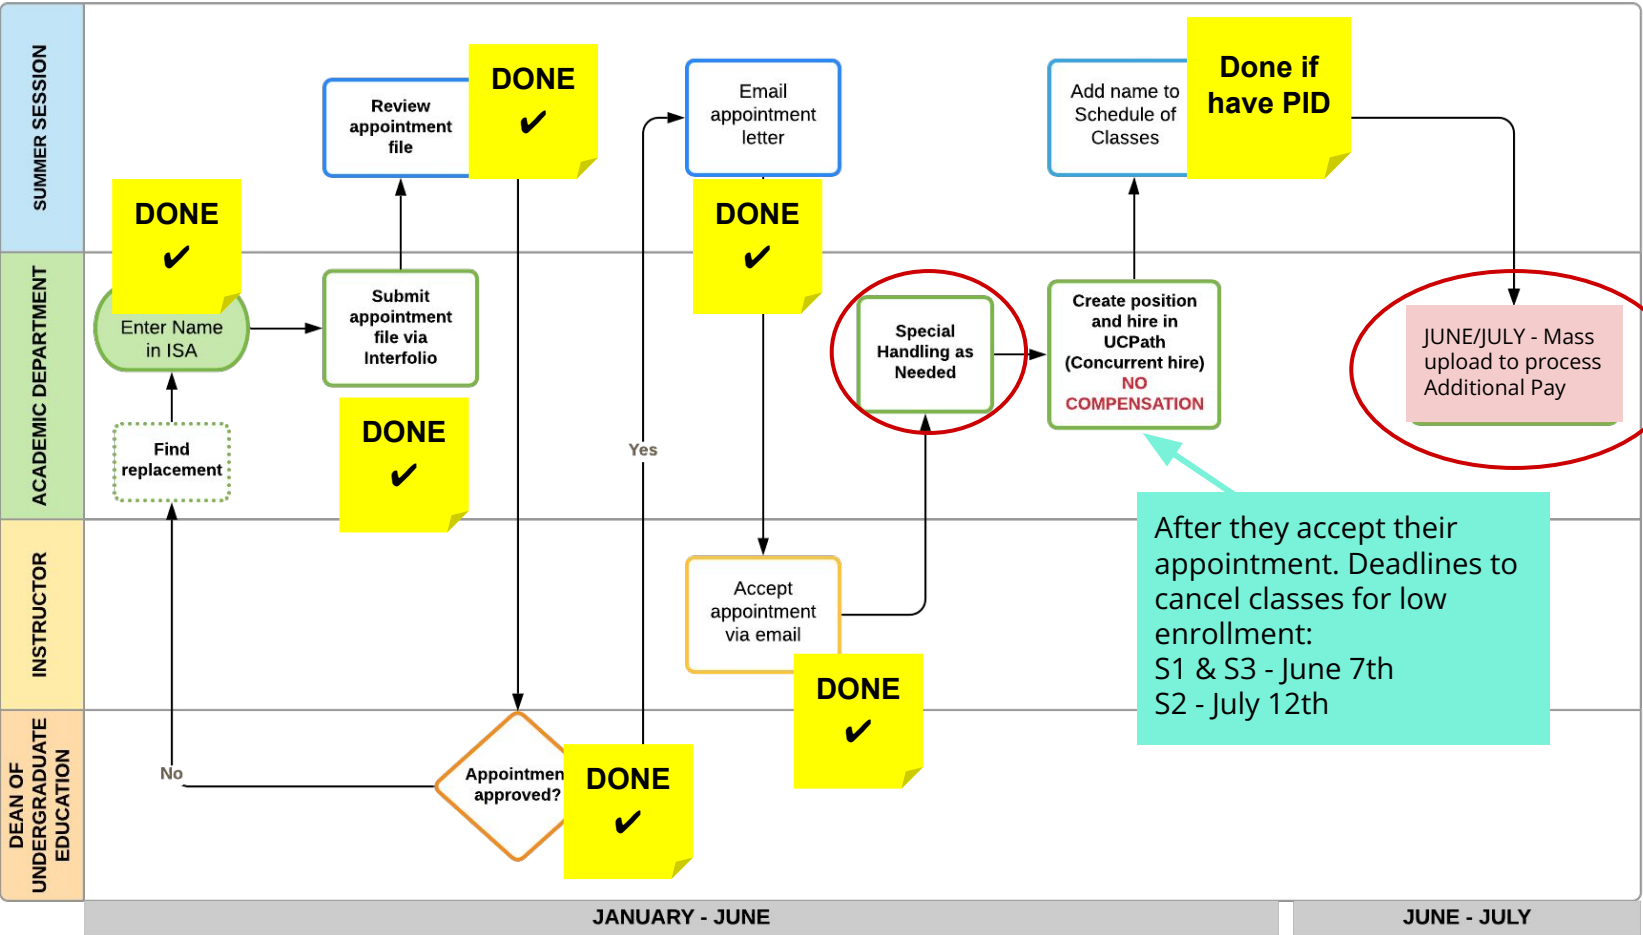 SUMMER SESSION
DONE
✔
Review
appointment
file
DONE
✔
Email
appointment
letter
DONE
✔
Add name to
Schedule of
Classes
Done if
have PID
ACADEMIC DEPARTMENT
Enter Name
in ISA
Find
replacement
Submit
appointment
file via
Interfolio
DONE
✔
Yes
Special
Handling as
Needed
Create position
and hire in
UCPath
(Concurrent hire)
NO
COMPENSATION
JUNE/JULY - Mass
upload to process
Additional Pay
After they accept their
appointment. Deadlines to
cancel classes for low
enrollment:
S1 & S3 - June 7th
S2 - July 12th
INSTRUCTOR
Accept
appointment
via email
DONE
✔
DEAN OF
UNDERGRADUATE
EDUCATION
No
Appointmen
approved?
DONE
✔
JANUARY - JUNE
JUNE - JULY